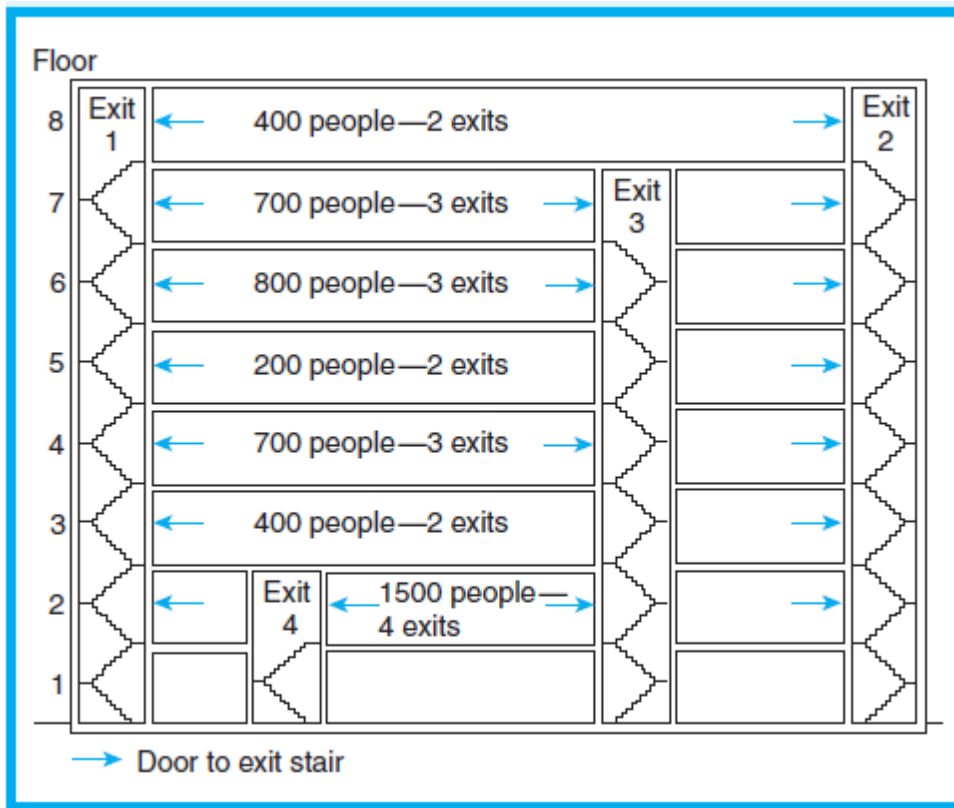 Floor
8
Exit
1
400 people—2 exits
Exit
2
7
700 people—3 exits
Exit
3
6
800 people—3 exits
5
200 people—2 exits
4
700 people—3 exits
3
400 people—2 exits
2
Exit
4
1500 people—
4 exits
1
Door to exit stair